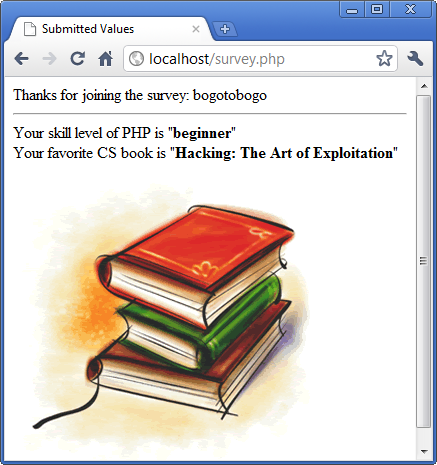 Submitted Values
localhost/survey.php
Thanks for joining the survey: bogotobogo
Your skill level of PHP is "beginner"
Your favorite CS book is "Hacking: The Art of Exploitation"